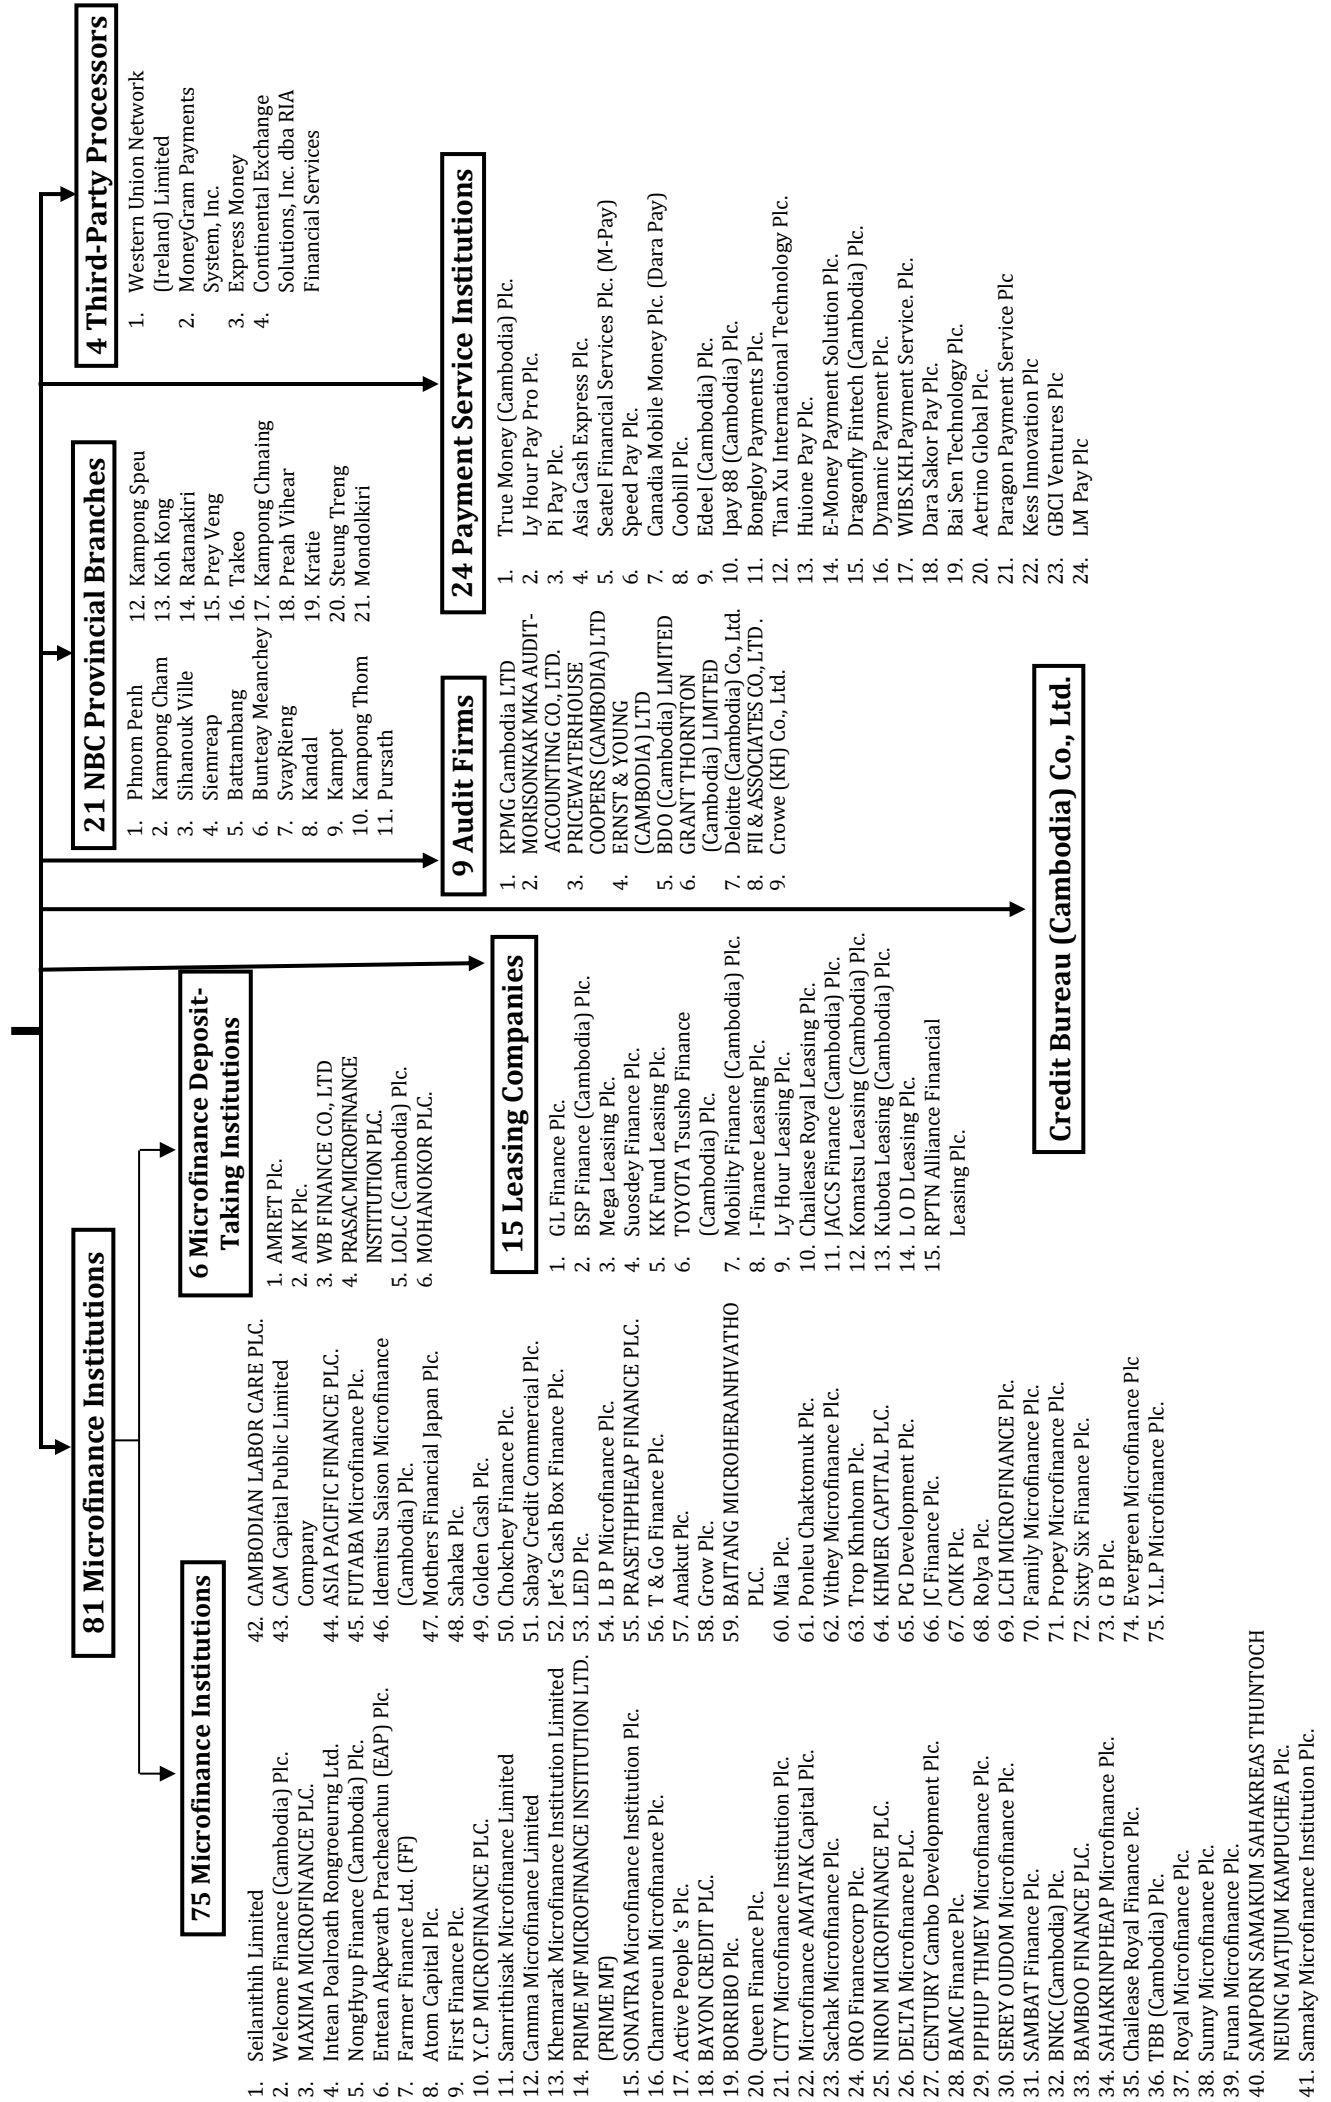 81 Microfinance Institutions
75 Microfinance Institutions
1. Seilanithih Limited
2. Welcome Finance (Cambodia) Plc.
3. MAXIMA MICROFINANCE PLC.
4. Intean Poalroath Rongroeurng Ltd.
5. NongHyup Finance (Cambodia) Plc.
6. Entean Akpevath Pracheachun (EAP) Plc.
7. Farmer Finance Ltd. (FF)
8. Atom Capital Plc.
9. First Finance Plc.
10. Y.C.P MICROFINANCE PLC.
11. Samrithisak Microfinance Limited
12. Camma Microfinance Limited
13. Khemarak Microfinance Institution Limited
14. PRIME MF MICROFINANCE INSTITUTION LTD.
(PRIME MF)
15. SONATRA Microfinance Institution Plc.
16. Chamroeun Microfinance Plc.
17. Active People 's Plc.
18. BAYON CREDIT PLC.
19. BORRIBO Plc.
20. Queen Finance Plc.
21. CITY Microfinance Institution Plc.
22. Microfinance AMATAK Capital Plc.
23. Sachak Microfinance Plc.
24. ORO Financecorp Plc.
25. NIRON MICROFINANCE PLC.
26. DELTA Microfinance PLC.
27. CENTURY Cambo Development Plc.
28. BAMC Finance Plc.
29. PIPHUP THMEY Microfinance Plc.
30. SEREY OUDOM Microfinance Plc.
31. SAMBAT Finance Plc.
32. BNKC (Cambodia) Plc.
33. BAMBOO FINANCE PLC.
34. SAHAKRINPHEAP Microfinance Plc.
35. Chailease Royal Finance Plc.
36. TBB (Cambodia) Plc.
37. Royal Microfinance Plc.
38. Sunny Microfinance Plc.
39. Funan Microfinance Plc.
40. SAMPORN SAMAKUM SAHAKREAS THUNTOCH
NEUNG MATJUM KAMPUCHEA PLC.
41. Samaky Microfinance Institution Plc.
42. CAMBODIAN LABOR CARE PLC.
43. CAM Capital Public Limited
Company
44. ASIA PACIFIC FINANCE PLC.
45. FUTABA Microfinance Plc.
46. Idemitsu Saison Microfinance
(Cambodia) Plc.
47. Mothers Financial Japan Plc.
48. Sahaka Plc.
49. Golden Cash Plc.
50. Chokchey Finance Plc.
51. Sabay Credit Commercial Plc.
52. Jet's Cash Box Finance Plc.
53. LED Plc.
54. L B P Microfinance Plc.
55. PRASETHPHEAP FINANCE PLC.
56. T & Go Finance Plc.
57. Anakut Plc.
58. Grow Plc.
59. BAITANG MICROHERANHVATHO
PLC.
60 Mia Plc.
61. Ponleu Chaktomuk Plc.
62. Vithey Microfinance Plc.
63. Trop Khnhom Plc.
64. KHMER CAPITAL PLC.
65. PG Development Plc.
66. JC Finance Plc.
67. CMK Plc.
68. Rolya Plc.
69. LCH MICROFINANCE Plc.
70. Family Microfinance Plc.
71. Propey Microfinance Plc.
72. Sixty Six Finance Plc.
73. G B Plc.
74. Evergreen Microfinance Plc
75. Y.L.P Microfinance Plc.
6 Microfinance Deposit-
Taking Institutions
1. AMRET Plc.
2. AMK Plc.
3. WB FINANCE CO., LTD
4. PRASAC MICROFINANCE
INSTITUTION PLC.
5. LOLC (Cambodia) Plc.
6. MOHANOKOR PLC.
15 Leasing Companies
1. GL Finance Plc.
2. BSP Finance (Cambodia) Plc.
3. Mega Leasing Plc.
4. Suosdey Finance Plc.
5. KK Fund Leasing Plc.
6. TOYOTA Tsusho Finance
(Cambodia) Plc.
7. Mobility Finance (Cambodia) Plc.
8. I-Finance Leasing Plc.
9. Ly Hour Leasing Plc.
10. Chailease Royal Leasing Plc.
11. JACCS Finance (Cambodia) Plc.
12. Komatsu Leasing (Cambodia) Plc.
13. Kubota Leasing (Cambodia) Plc.
14. L O D Leasing Plc.
15. RPTN Alliance Financial
Leasing Plc.
21 NBC Provincial Branches
1. Phnom Penh
2. Kampong Cham
3. Sihanouk Ville
4. Siemreap
5. Battambang
6. Bunteay Meanchey
7. SvayRieng
8. Kandal
9. Kampot
10. Kampong Thom
11. Pursath
12. Kampong Speu
13. Koh Kong
14. Ratanakiri
15. Prey Veng
16. Takeo
17. Kampong Chnaing
18. Preah Vihear
19. Kratie
20. Steung Treng
21. Mondolkiri
9 Audit Firms
1. KPMG Cambodia LTD
2. MORISONKAK MKA AUDIT-
ACCOUNTING CO., LTD.
3. PRICEWATERHOUSE
COOPERS (CAMBODIA) LTD
4. ERNST & YOUNG
(CAMBODIA) LTD
5. BDO (Cambodia) LIMITED
6. GRANT THORNTON
(Cambodia) LIMITED
7. Deloitte (Cambodia) Co., Ltd.
8. FII & ASSOCIATES CO., LTD .
9. Crowe (KH) Co., Ltd.
4 Third-Party Processors
1. Western Union Network
(Ireland) Limited
2. MoneyGram Payments
System, Inc.
3. Express Money
4. Continental Exchange
Solutions, Inc. dba RIA
Financial Services
24 Payment Service Institutions
1. True Money (Cambodia) Plc.
2. Ly Hour Pay Pro Plc.
3. Pi Pay Plc.
4. Asia Cash Express Plc.
5. Seatel Financial Services Plc. (M-Pay)
6. Speed Pay Plc.
7. Canadia Mobile Money Plc. (Dara Pay)
8. Coobill Plc.
9. Edeel (Cambodia) Plc.
10. Ipay 88 (Cambodia) Plc.
11. Bongloy Payments Plc.
12. Tian Xu International Technology Plc.
13. Huione Pay Plc.
14. E-Money Payment Solution Plc.
15. Dragonfly Fintech (Cambodia) Plc.
16. Dynamic Payment Plc.
17. WIBS.KH.Payment Service. Plc.
18. Dara Sakor Pay Plc.
19. Bai Sen Technology Plc.
20. Aetrino Global Plc.
21. Paragon Payment Service Plc
22. Kess Innovation Plc
23. GBCI Ventures Plc
24. LM Pay Plc
Credit Bureau (Cambodia) Co., Ltd.